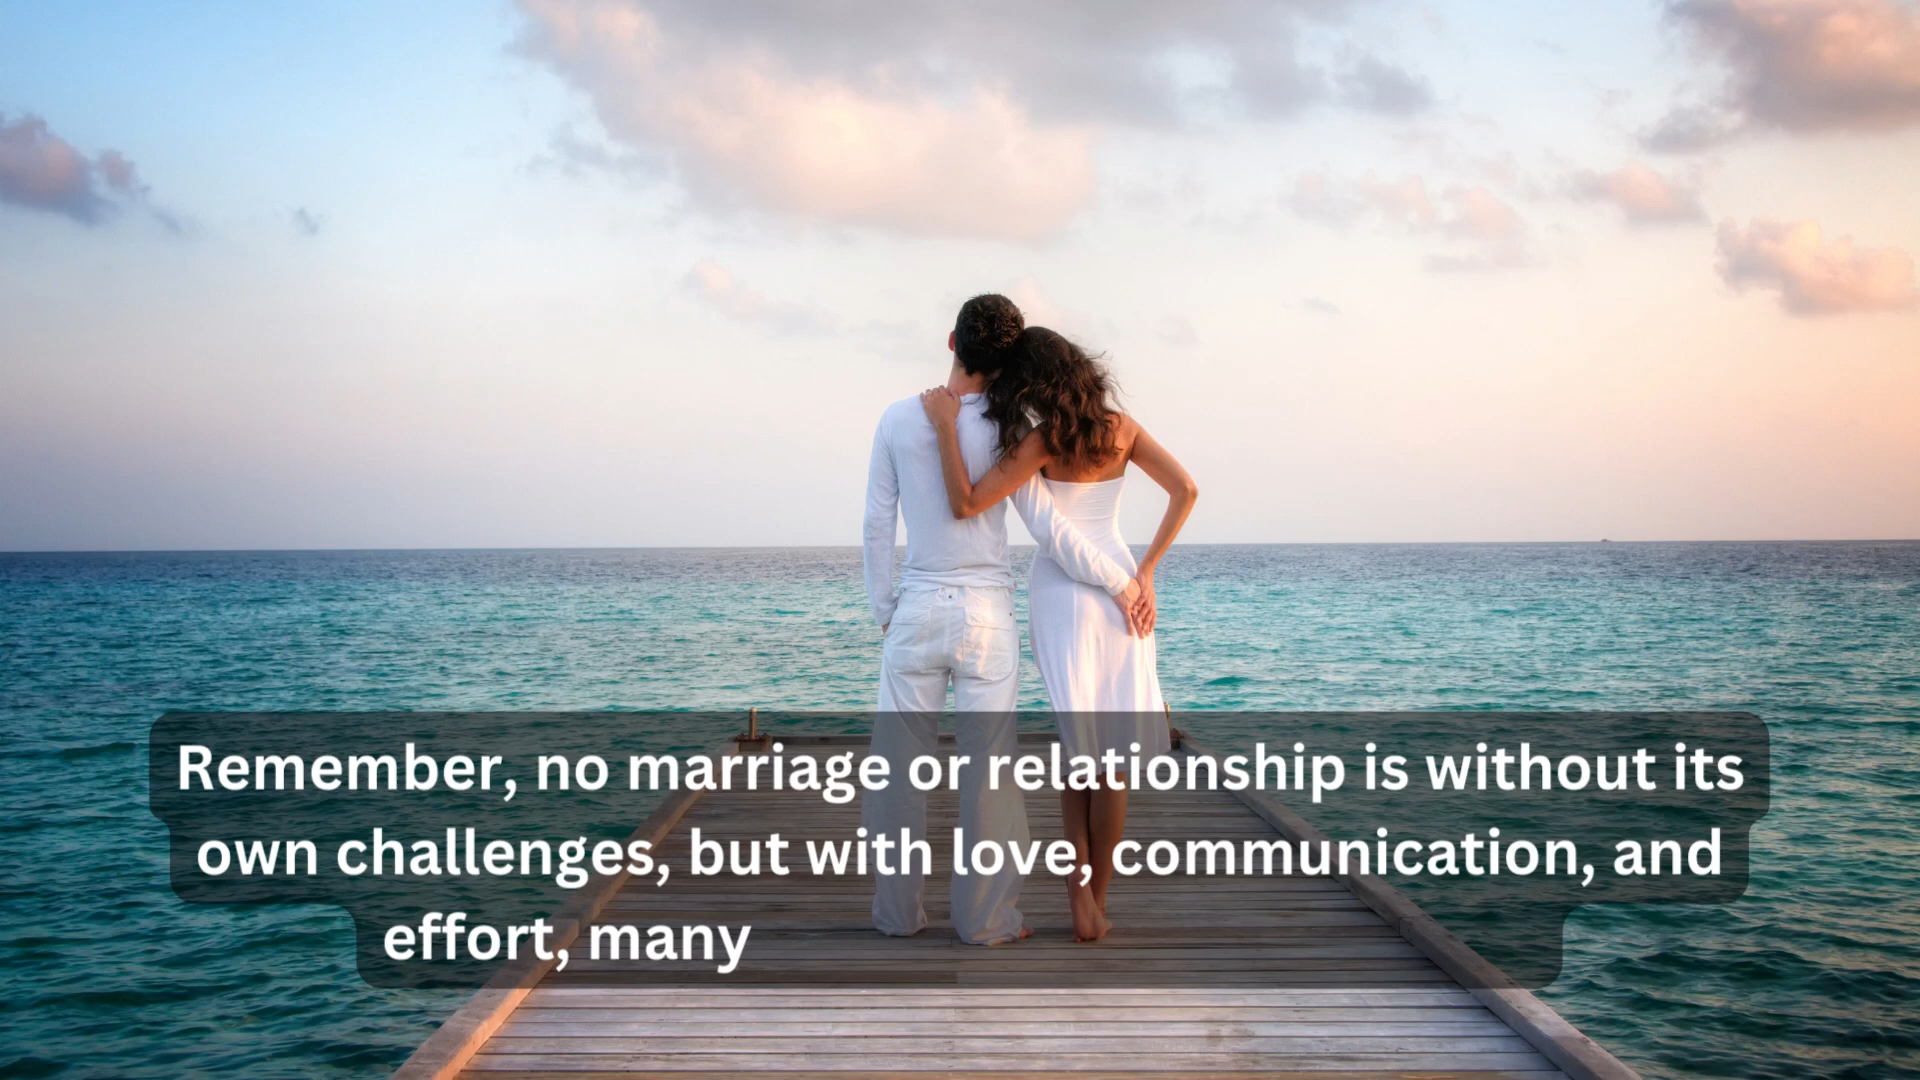 Remember, no marriage or relationship is without its
own challenges, but with love, communication, and
effort, many